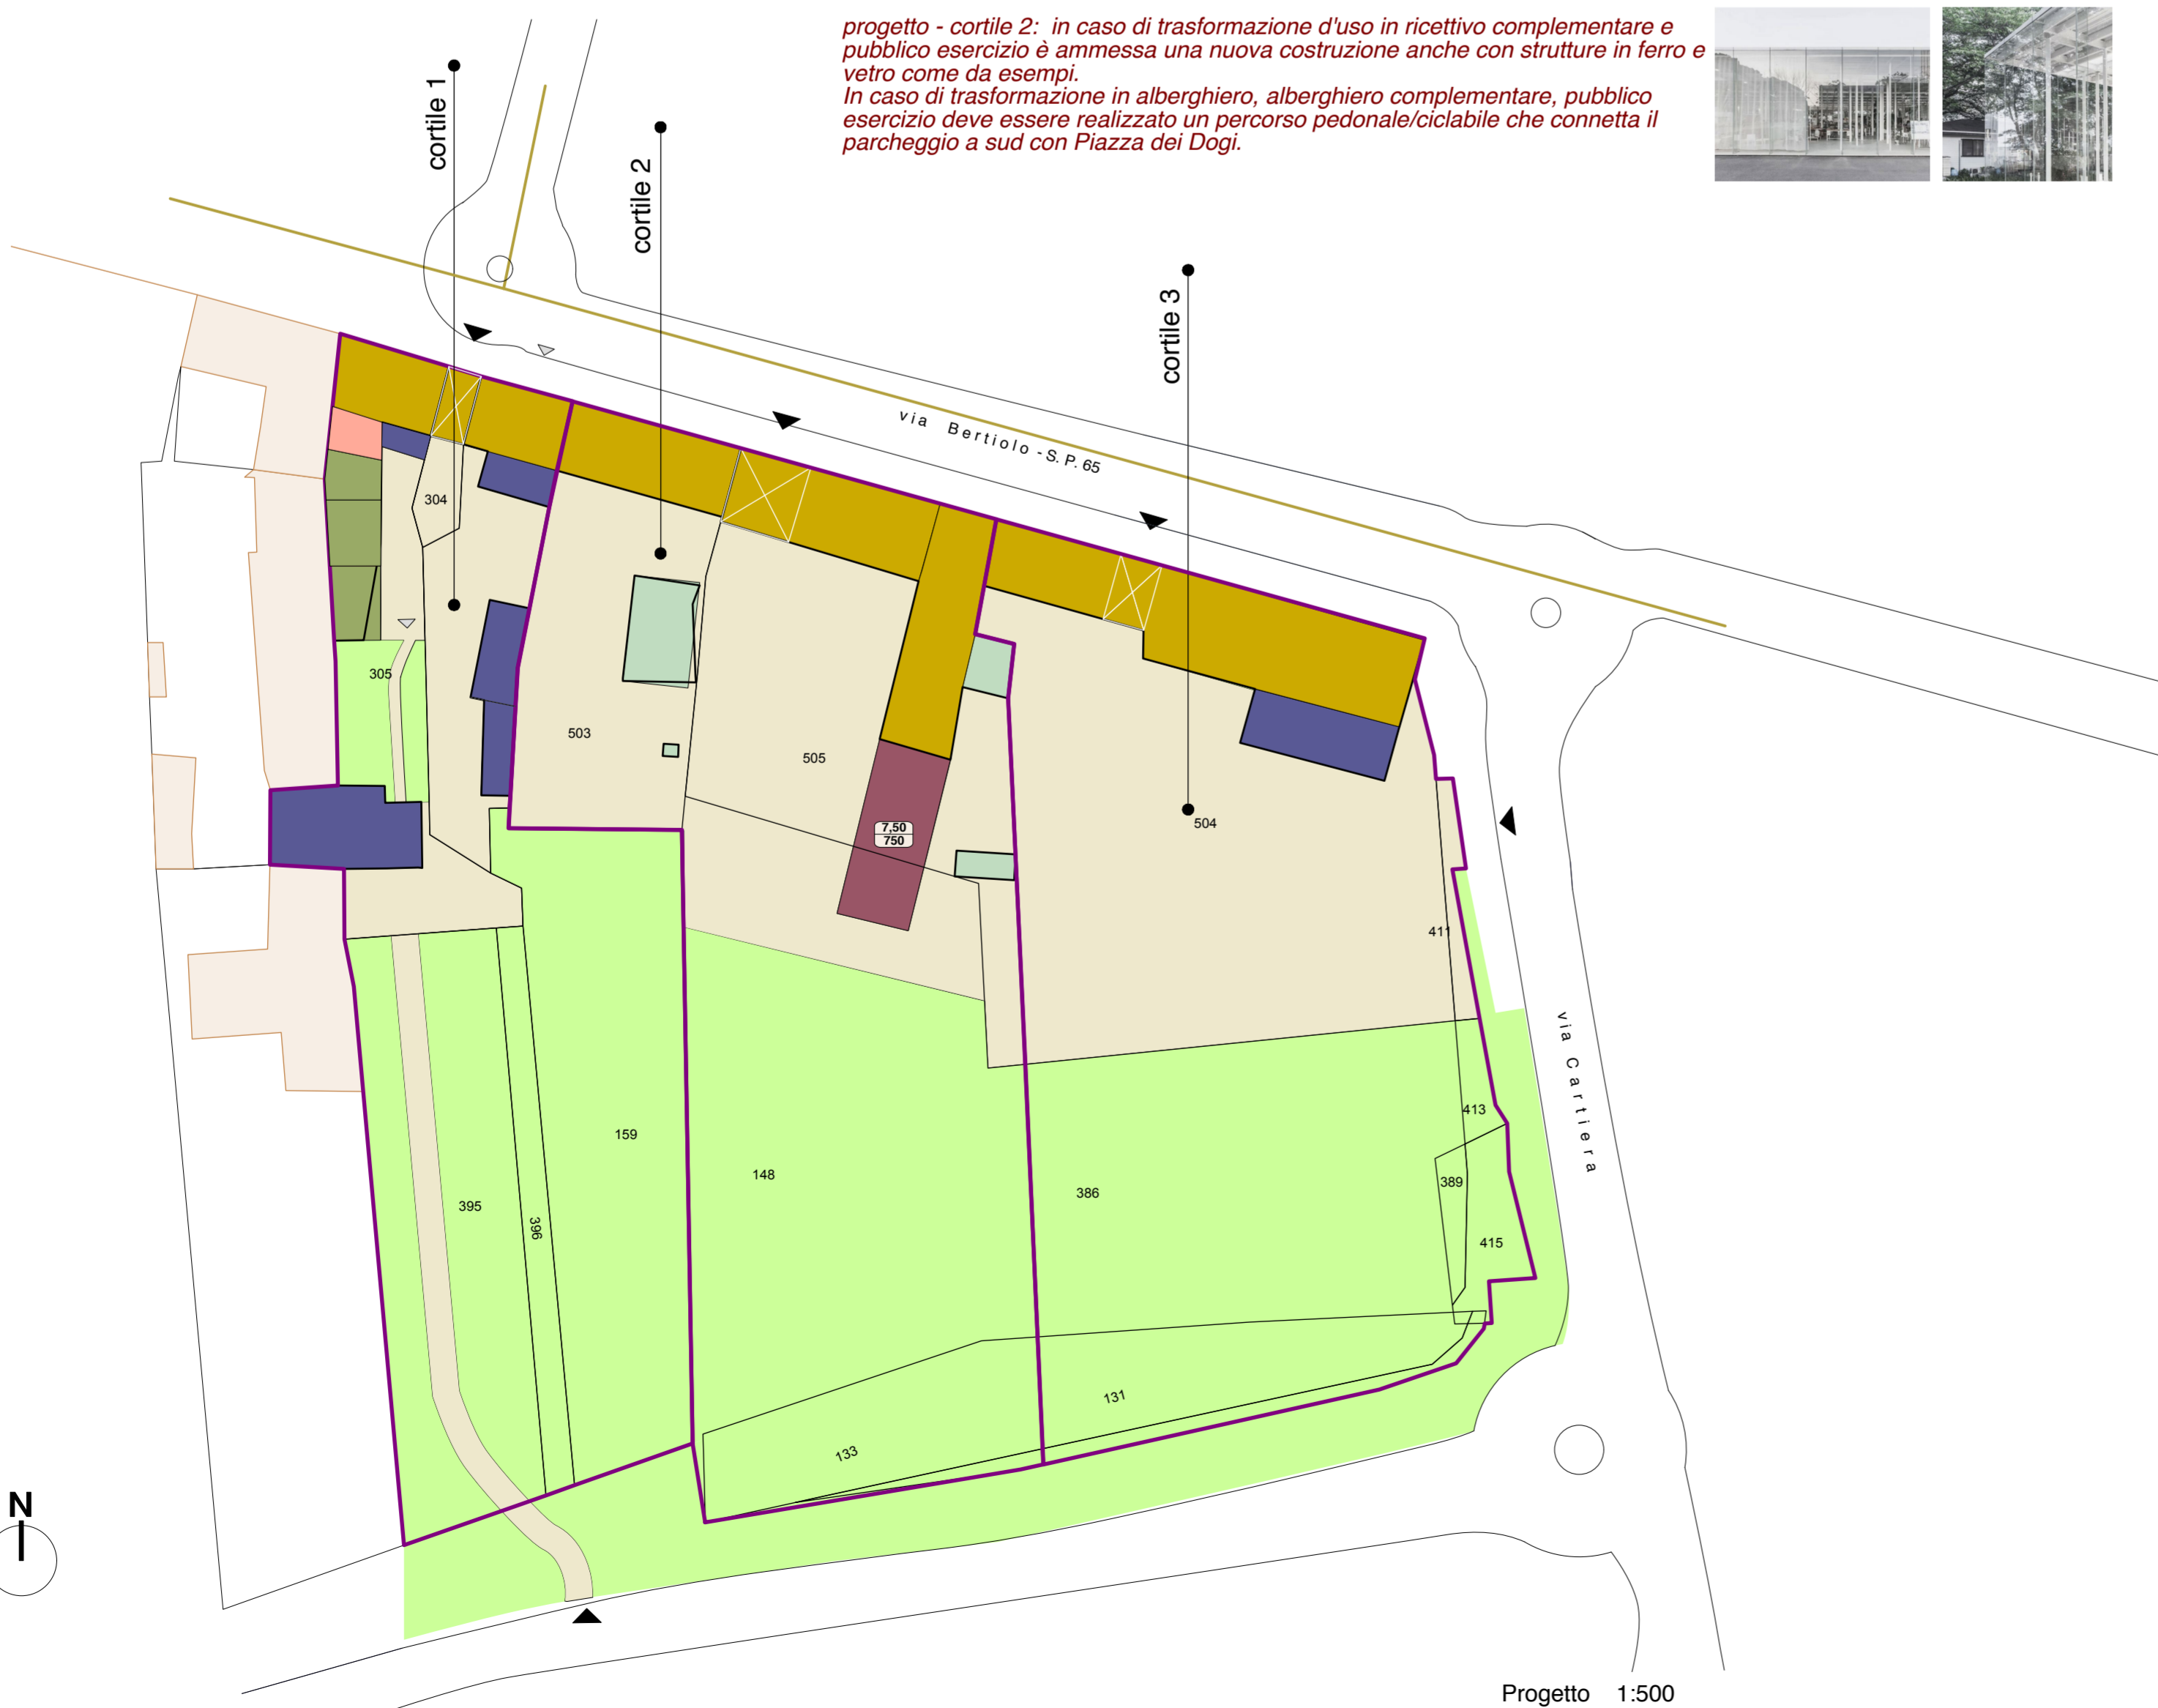 progetto - cortile 2:  in caso di trasformazione d'uso in ricettivo complementare e
pubblico esercizio è ammessa una nuova costruzione anche con strutture in ferro e
vetro come da esempi.
In caso di trasformazione in alberghiero, alberghiero complementare, pubblico
esercizio deve essere realizzato un percorso pedonale/ciclabile che connetta il
parcheggio a sud con Piazza dei Dogi.
cortile 1
cortile 2
cortile 3
via Bertiolo - S. P. 65
304
305
503
505
7,50
750
504
411
via Cartiera
413
159
148
386
389
395
396
415
131
133
N
Progetto 1:500